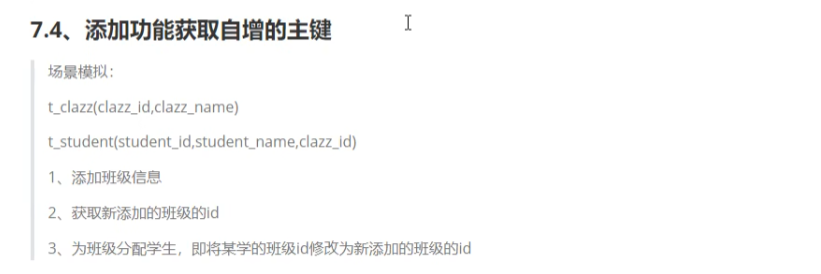 7.4、添加功能获取自增的主键
场景模拟：
t_clazz(clazz_id,clazz_name)
t_student(student_id,student_name,clazz_id)
1、添加班级信息
2、获取新添加的班级的id
3、为班级分配学生，即将某学的班级id修改为新添加的班级的id